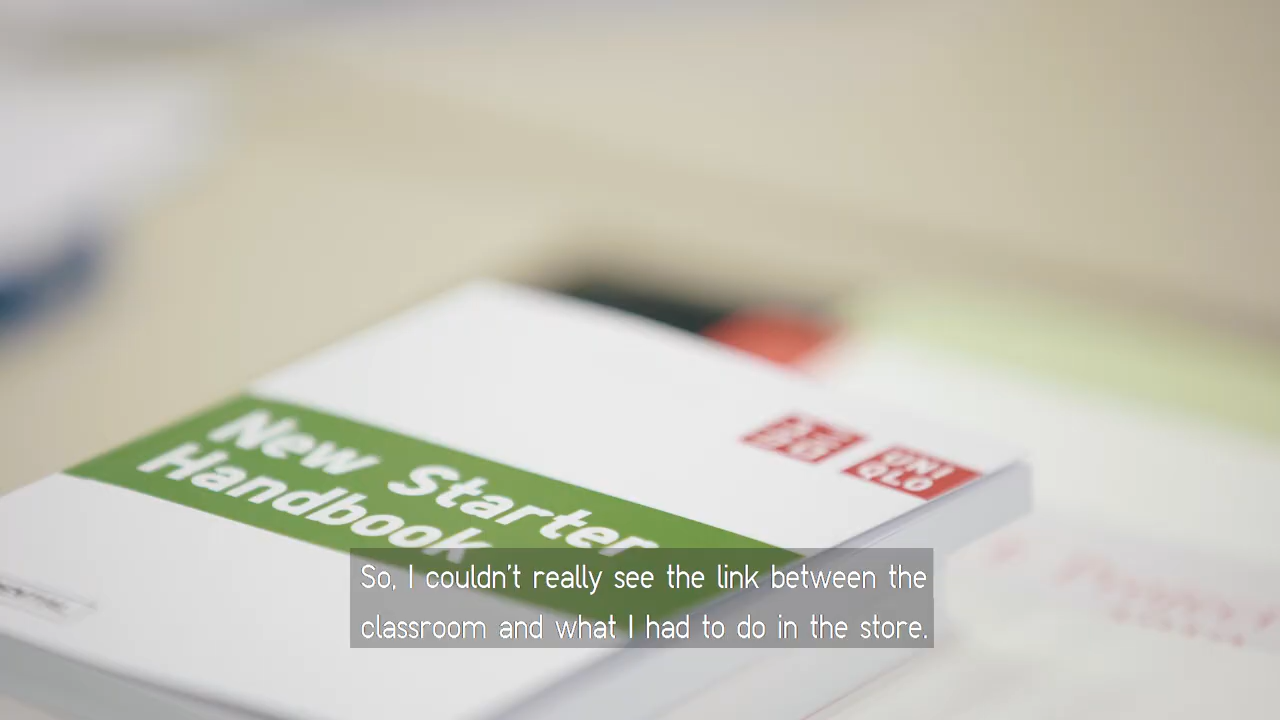 New Starter
Handbook
UNI
QLO
So, I couldn't really see the link between the
classroom and what I had to do in the store.